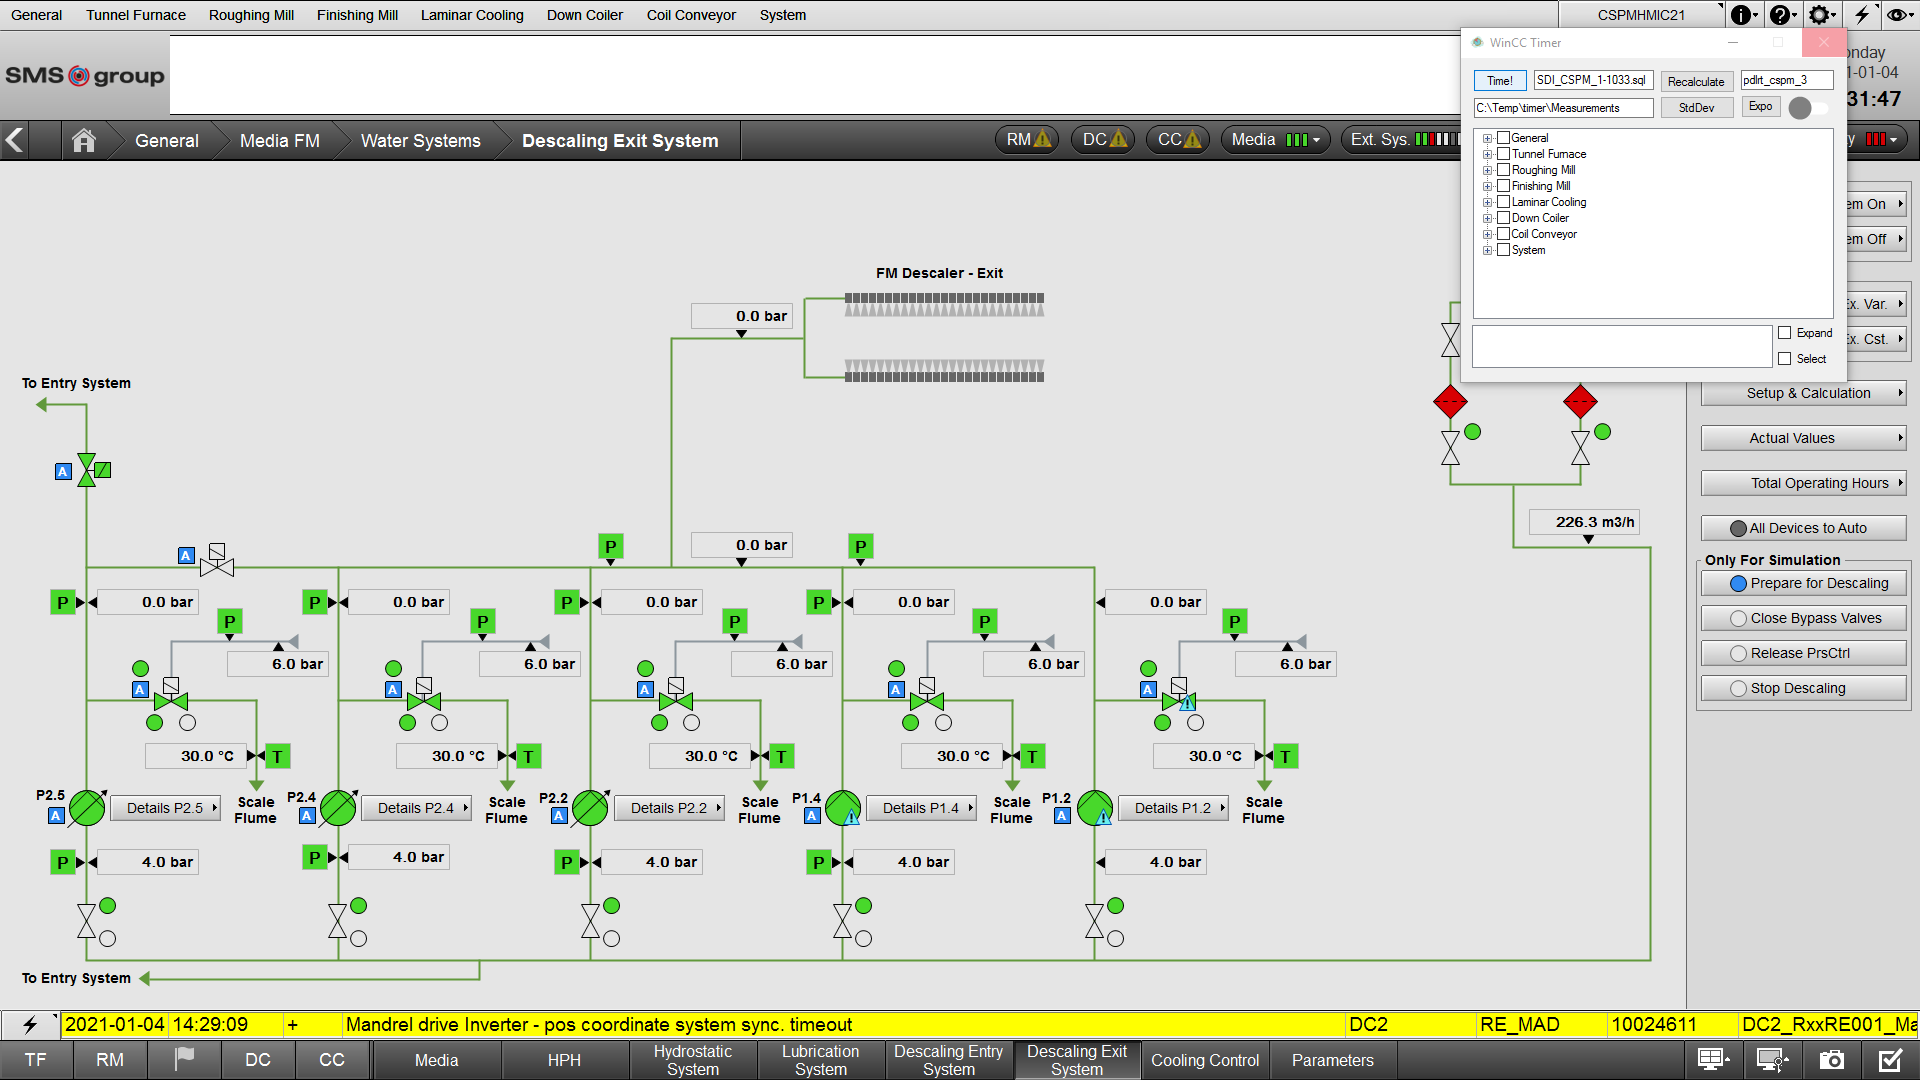 General Tunnel Furnace Roughing Mill Finishing Mill Laminar Cooling Down Coiler Coil Conveyor System CSPMHMIC21
SMS group
WinCC Timer
Time! SDI_CSPM_1-1033.sql Recalculate pdlrt_cspm_3
C:\Temp\timer\Measurements StdDev Expo
onday
1-01-04
31:47
General Media FM Water Systems Descaling Exit System RM DC CC Media Ext. Sys. y
General
Tunnel Furnace
Roughing Mill
Finishing Mill
Laminar Cooling
Down Coiler
Coil Conveyor
System
Expand
Select
em On
em Off
Ex. Var.
Ex. Cst.
Setup & Calculation
Actual Values
Total Operating Hours
All Devices to Auto
Only For Simulation
Prepare for Descaling
Close Bypass Valves
Release PrsCtrl
Stop Descaling
FM Descaler - Exit
0.0 bar
To Entry System
A
226.3 m3/h
A P 0.0 bar P
P 0.0 bar P 0.0 bar P 0.0 bar P 0.0 bar 0.0 bar
P P P P P
6.0 bar 6.0 bar 6.0 bar 6.0 bar 6.0 bar
A A A A A
30.0 °C T 30.0 °C T 30.0 °C T 30.0 °C T 30.0 °C T
P2.5 A Details P2.5 Scale Flume P2.4 A Details P2.4 Scale Flume P2.2 A Details P2.2 Scale Flume P1.4 A Details P1.4 Scale Flume P1.2 A Details P1.2 Scale Flume
P 4.0 bar P 4.0 bar P 4.0 bar P 4.0 bar 4.0 bar
To Entry System
2021-01-04 14:29:09 + Mandrel drive Inverter - pos coordinate system sync. timeout DC2 RE_MAD 10024611 DC2_RxxRE001_Ma
TF RM DC CC Media HPH Hydrostatic System Lubrication System Descaling Entry System Descaling Exit System Cooling Control Parameters